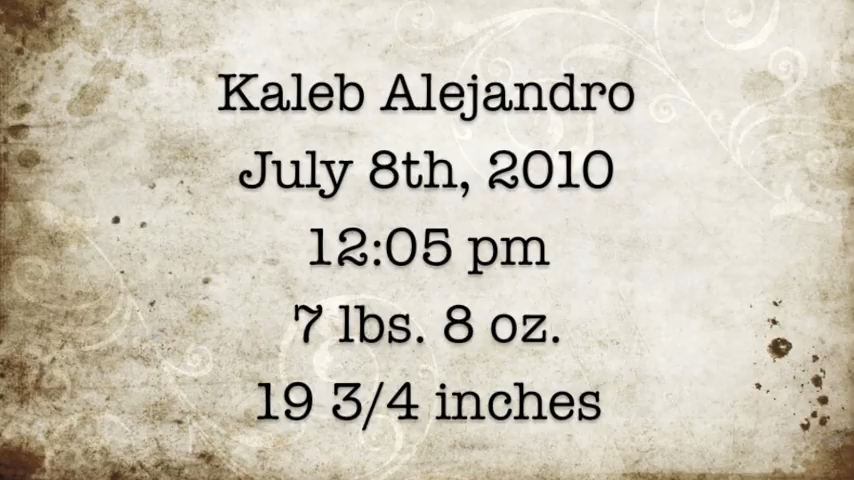 Kaleb Alejandro
July 8th, 2010
12:05 pm
7 lbs. 8 oz.
19 3/4 inches